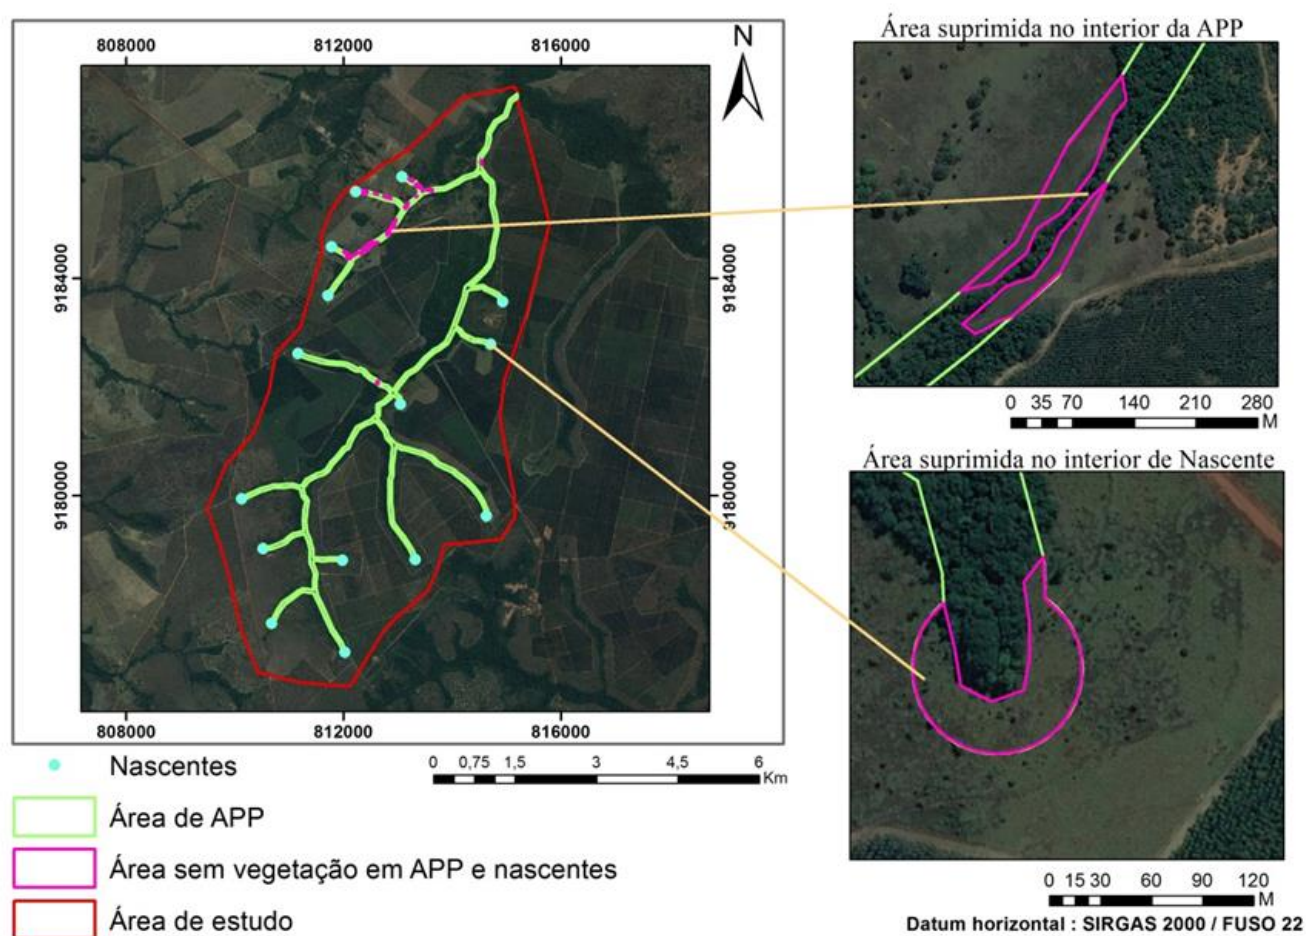 808000 812000 816000
N
9184000 9184000
9180000 9180000
808000 812000 816000
Nascentes
0 0,75 1,5 3 4,5 6
Km
Área de APP
Área sem vegetação em APP e nascentes
Área de estudo
Área suprimida no interior da APP
0 35 70 140 210 280
M
Área suprimida no interior de Nascente
0 15 30 60 90 120
M
Datum horizontal : SIRGAS 2000 / FUSO 22